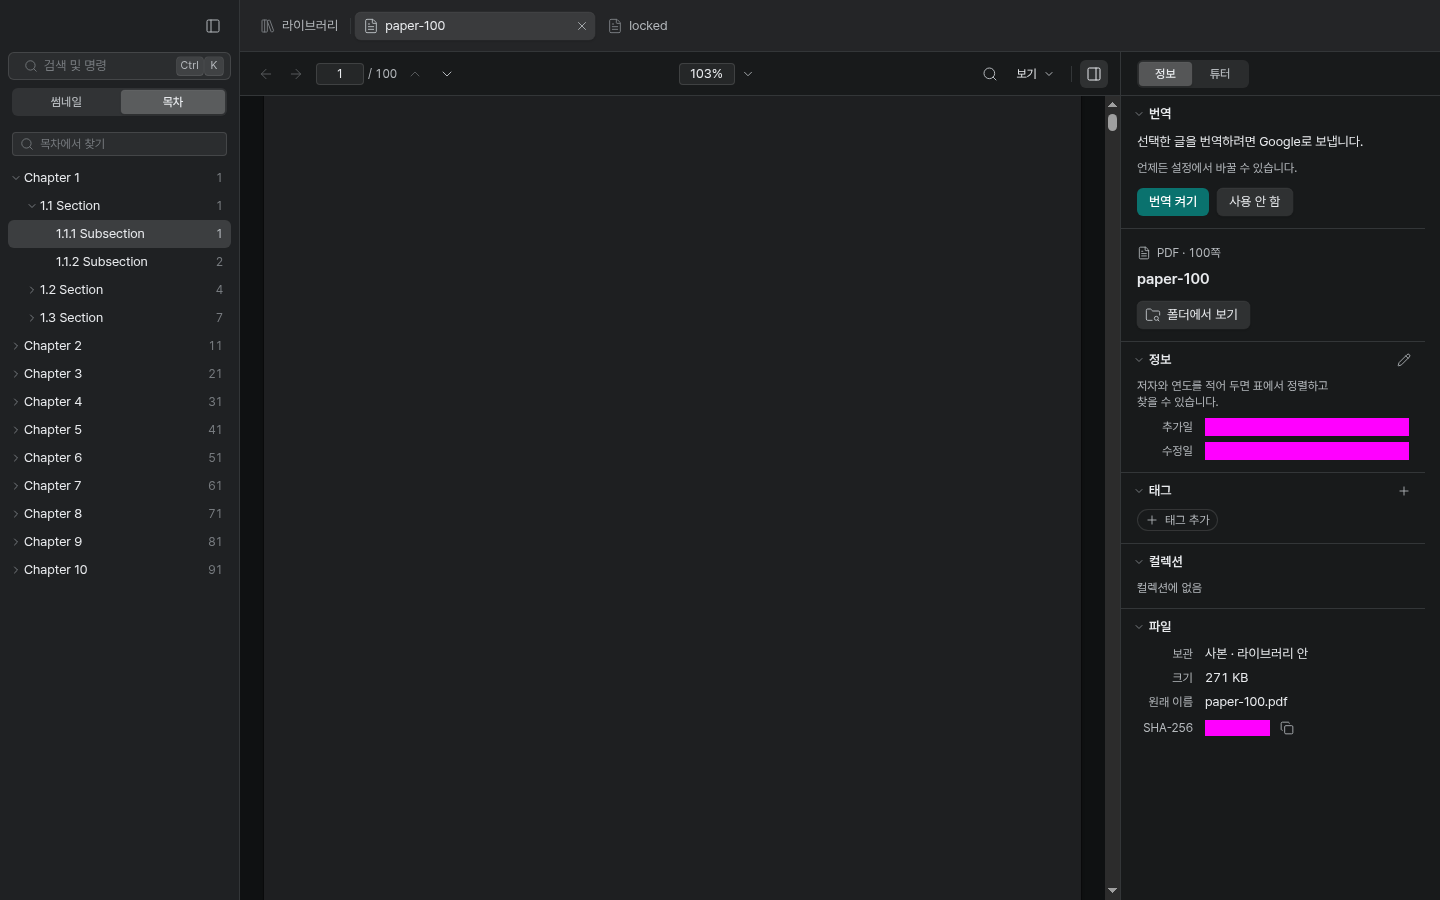 라이브러리
paper-100
locked
검색 및 명령
Ctrl K
썸네일
목차
목차에서 찾기
Chapter 1 1
1.1 Section 1
1.1.1 Subsection 1
1.1.2 Subsection 2
1.2 Section 4
1.3 Section 7
Chapter 2 11
Chapter 3 21
Chapter 4 31
Chapter 5 41
Chapter 6 51
Chapter 7 61
Chapter 8 71
Chapter 9 81
Chapter 10 91
1 / 100
103%
보기
정보
튜터
번역
선택한 글을 번역하려면 Google로 보냅니다.
언제든 설정에서 바꿀 수 있습니다.
번역 켜기
사용 안 함
PDF · 100쪽
paper-100
폴더에서 보기
정보
저자와 연도를 적어 두면 표에서 정렬하고
찾을 수 있습니다.
추가일
수정일
태그
태그 추가
컬렉션
컬렉션에 없음
파일
보관 사본 · 라이브러리 안
크기 271 KB
원래 이름 paper-100.pdf
SHA-256